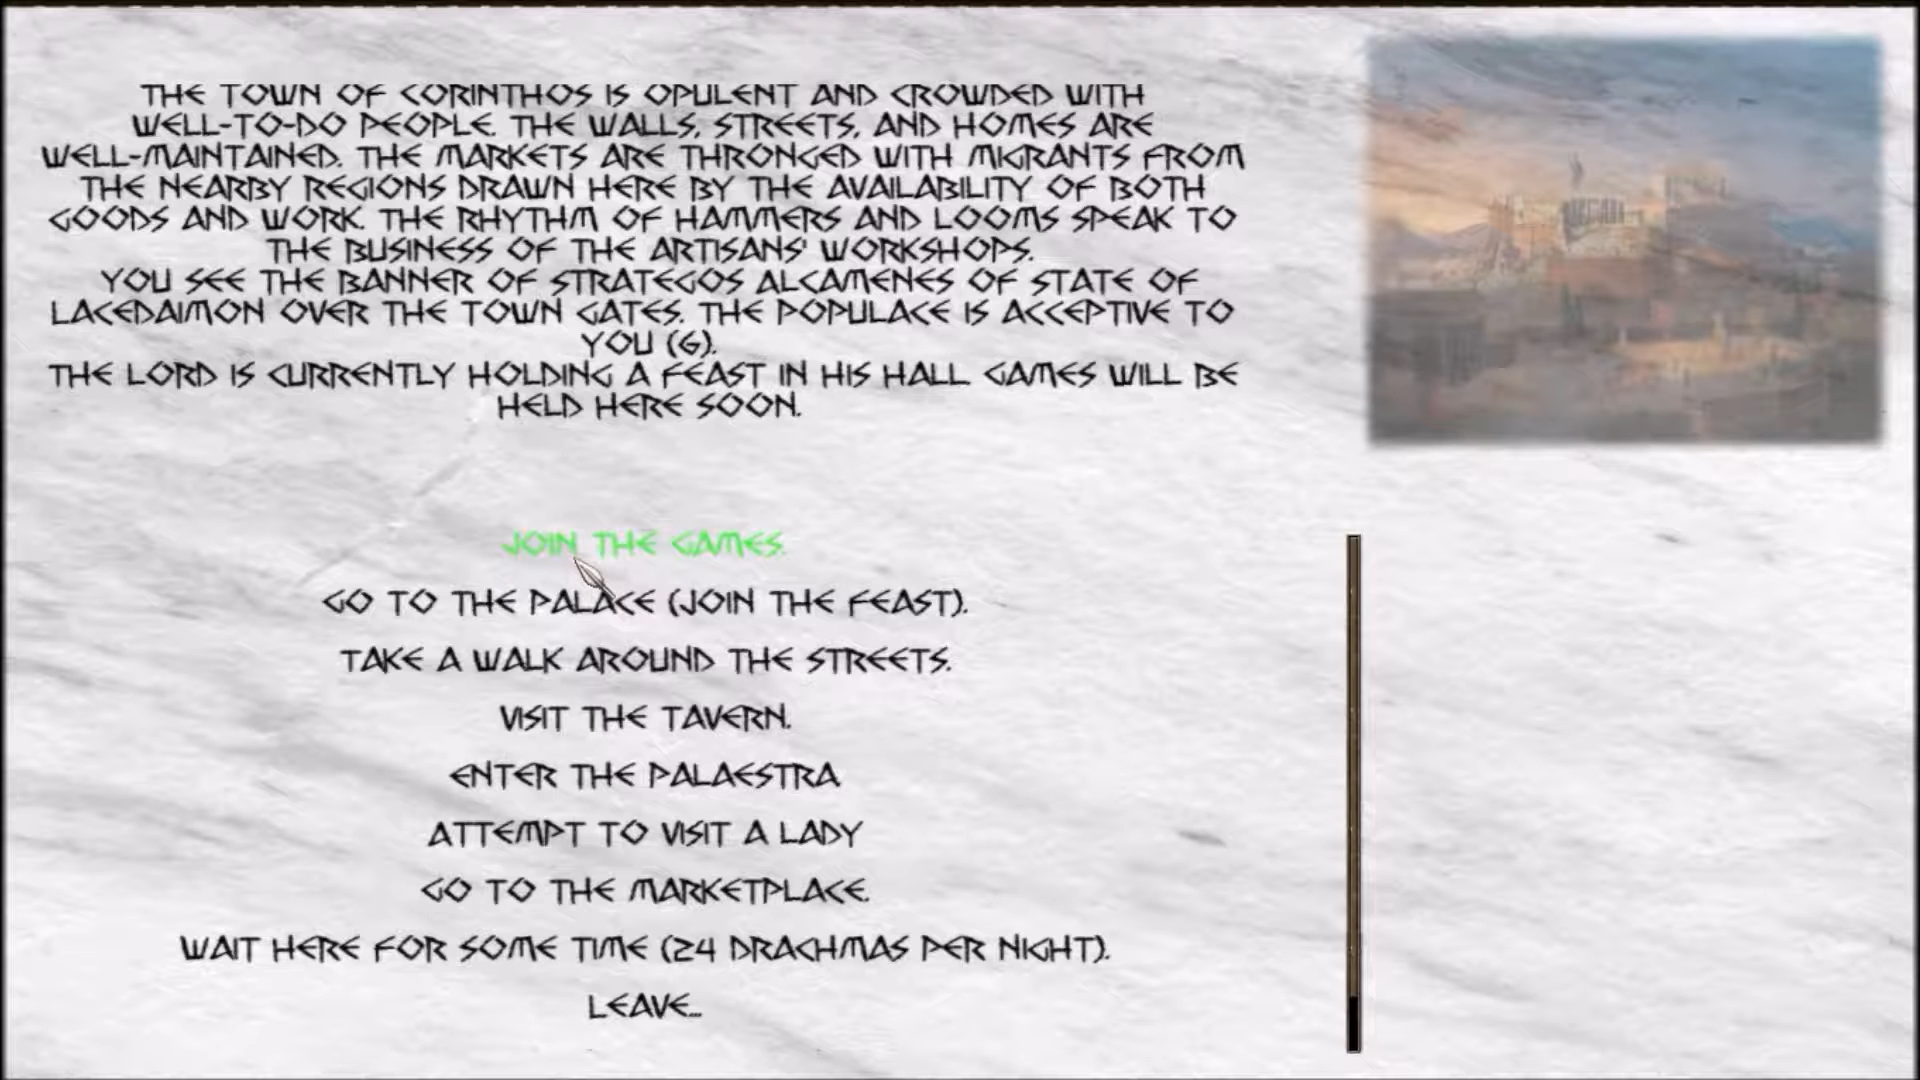 THE TOWN OF CORINTHOS IS OPULENT AND CROWDED WITH
WELL-TO-DO PEOPLE. THE WALLS, STREETS, AND HOMES ARE
WELL-MAINTAINED. THE MARKETS ARE THRONGED WITH MIGRANTS FROM
THE NEARBY REGIONS DRAWN HERE BY THE AVAILABILITY OF BOTH
GOODS AND WORK. THE RHYTHM OF HAMMERS AND LOOMS SPEAK TO
THE BUSINESS OF THE ARTISANS' WORKSHOPS.
YOU SEE THE BANNER OF STRATEGOS ALCAMENES OF STATE OF
LACEDAIMON OVER THE TOWN GATES. THE POPULACE IS ACCEPTIVE TO
YOU (6).
THE LORD IS CURRENTLY HOLDING A FEAST IN HIS HALL. GAMES WILL BE
HELD HERE SOON.
JOIN THE GAMES.
GO TO THE PALACE (JOIN THE FEAST).
TAKE A WALK AROUND THE STREETS.
VISIT THE TAVERN.
ENTER THE PALAESTRA.
ATTEMPT TO VISIT A LADY
GO TO THE MARKETPLACE.
WAIT HERE FOR SOME TIME (24 DRACHMAS PER NIGHT).
LEAVE...